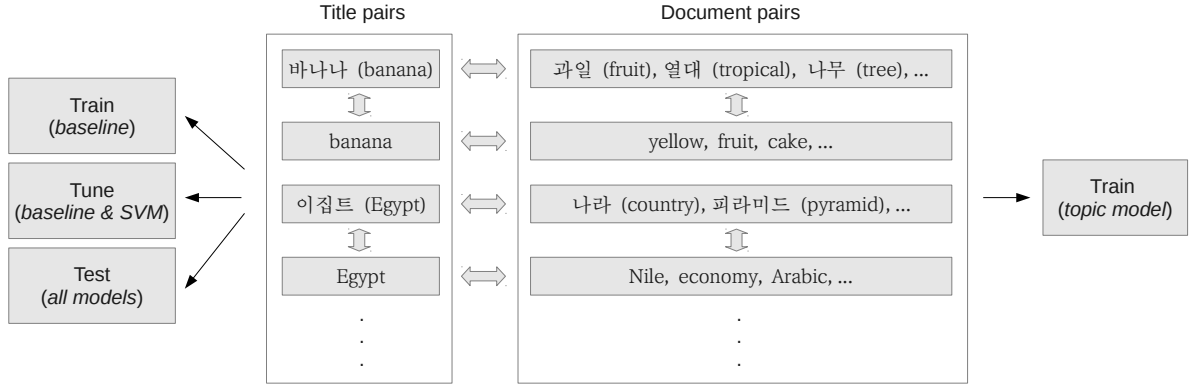 Title pairs
Document pairs
Train
(baseline)
Tune
(baseline & SVM)
Test
(all models)
바나나 (banana)
banana
이집트 (Egypt)
Egypt
.
.
.
과일 (fruit), 열대 (tropical), 나무 (tree), ...
yellow, fruit, cake, ...
나라 (country), 피라미드 (pyramid), ...
Nile, economy, Arabic, ...
.
.
.
Train
(topic model)